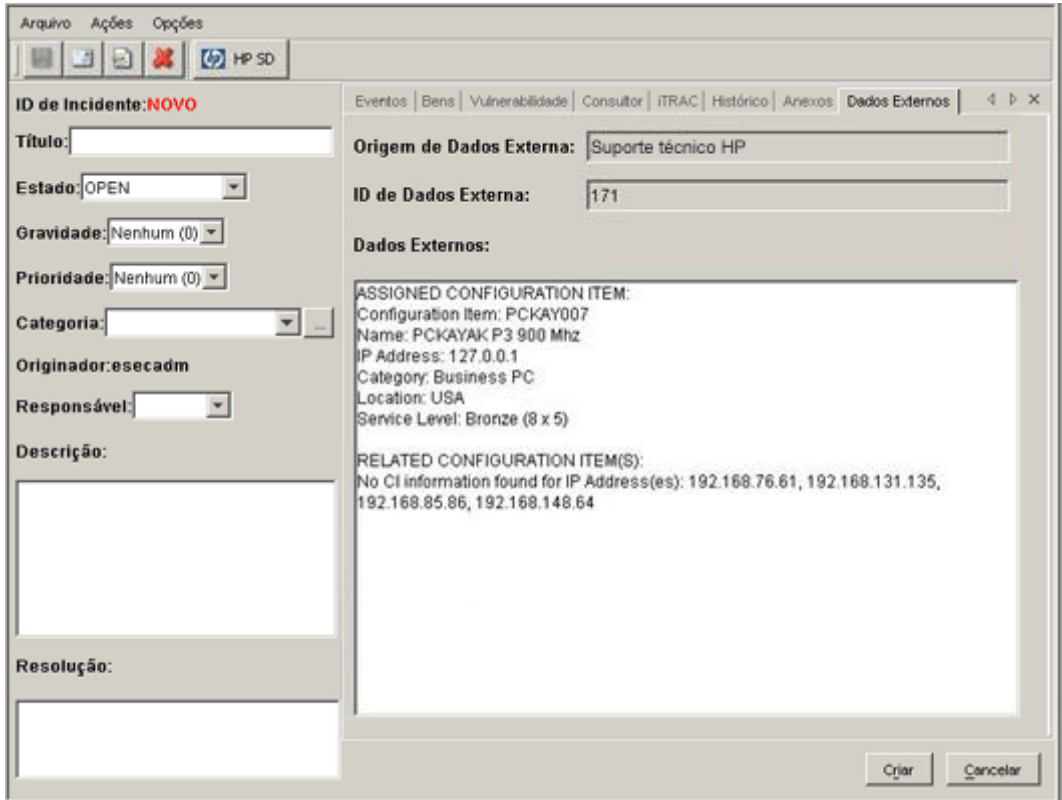 Arquivo Ações Opções
HP SD
ID de Incidente:NOVO
Título:
Estado:OPEN
Gravidade:Nenhum (0)
Prioridade:Nenhum (0)
Categoria:
...
Originador:esecadm
Responsável:
Descrição:
Resolução:
Eventos Bens Vulnerabilidade Consultor iTRAC Histórico Anexos Dados Externos
Origem de Dados Externa: Suporte técnico HP
ID de Dados Externa: 171
Dados Externos:
ASSIGNED CONFIGURATION ITEM:
Configuration Item: PCKAY007
Name: PCKAYAK P3 900 Mhz
IP Address: 127.0.0.1
Category: Business PC
Location: USA
Service Level: Bronze (8 x 5)
RELATED CONFIGURATION ITEM(S):
No CI information found for IP Address(es): 192.168.76.61, 192.168.131.135,
192.168.85.86, 192.168.148.64
Criar Cancelar